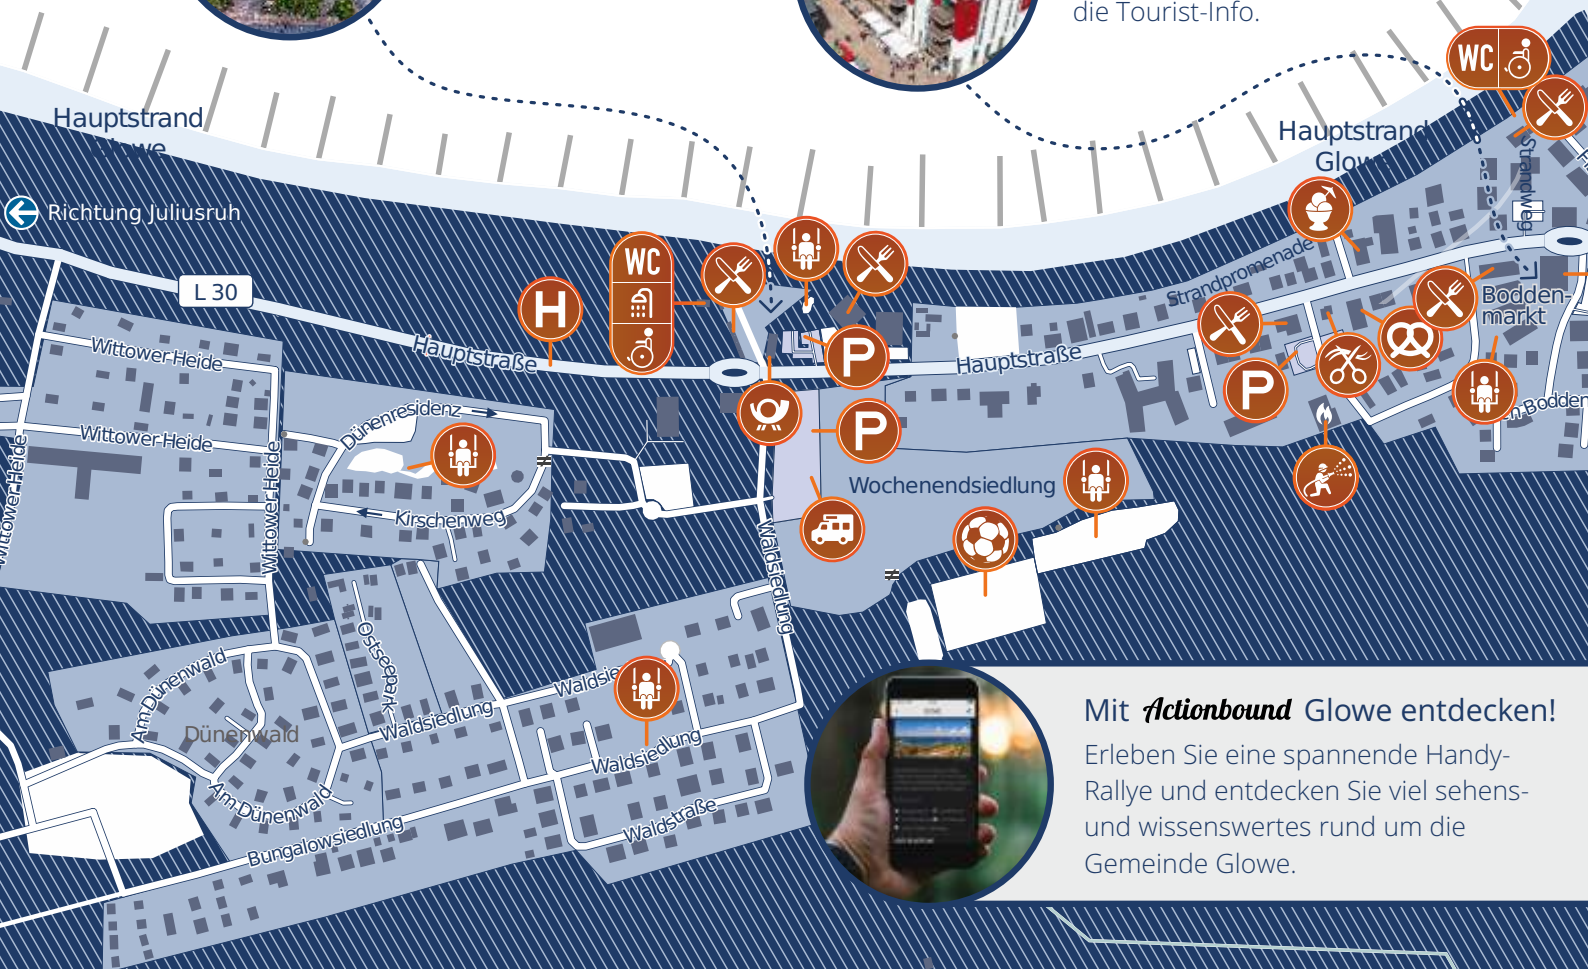 die Tourist-Info.
WC
Hauptstrand
Glowe
Hauptstrand
Glowe
Strandweg
Richtung Juliusruh
L 30
H
WC
P
P
P
Strandpromenade
Bodden-
markt
Hauptstraße
Hauptstraße
Wittower Heide
Wittower Heide
Wittower Heide
Wittower Heide
Dünenresidenz
Kirschenweg
Wochenendsiedlung
Waldsiedlung
Ostseepark
Am Dünenwald
Dünenwald
Am Dünenwald
Waldsiedlung
Waldsiedlung
Waldstraße
Bungalowsiedlung
Mit Actionbound Glowe entdecken!
Erleben Sie eine spannende Handy-
Rallye und entdecken Sie viel sehens-
und wissenswertes rund um die
Gemeinde Glowe.